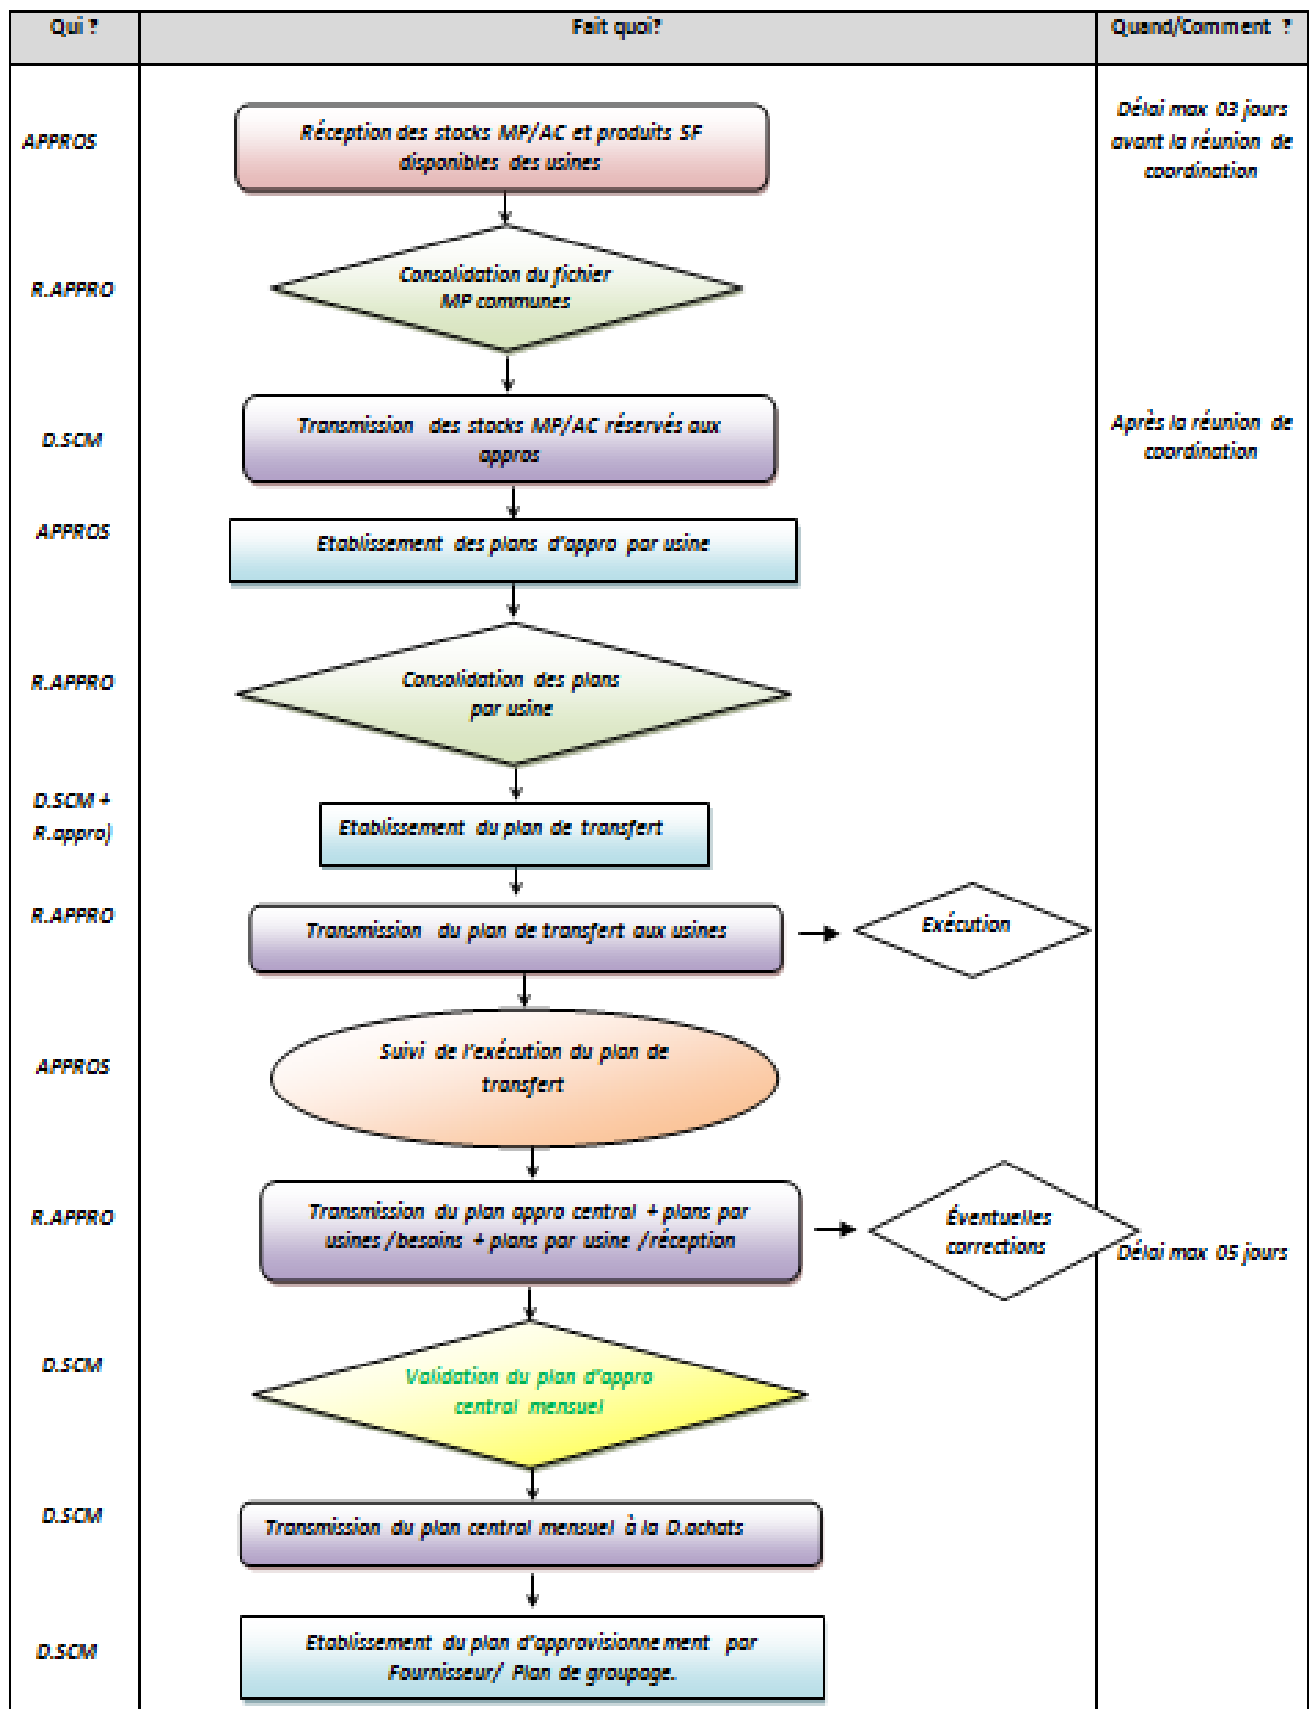 Qui ?
Fait quoi?
Quand/Comment ?
APPROS
Réception des stocks MP/AC et produits SF
disponibles des usines
Délai max 03 jours
avant la réunion de
coordination
R.APPRO
Consolidation du fichier
MP communes
D.SCM
Transmission des stocks MP/AC réservés aux
appros
Après la réunion de
coordination
APPROS
Etablissement des plans d'appro par usine
R.APPRO
Consolidation des plans
par usine
D.SCM +
R.appro)
Etablissement du plan de transfert
R.APPRO
Transmission du plan de transfert aux usines
Exécution
APPROS
Suivi de l'exécution du plan de
transfert
R.APPRO
Transmission du plan appro central + plans par
usines /besoins + plans par usine /réception
Éventuelles
corrections
Délai max 05 jours
D.SCM
Validation du plan d'appro
central mensuel
D.SCM
Transmission du plan central mensuel à la D.achats
D.SCM
Etablissement du plan d'approvisionnement par
Fournisseur/ Plan de groupage.